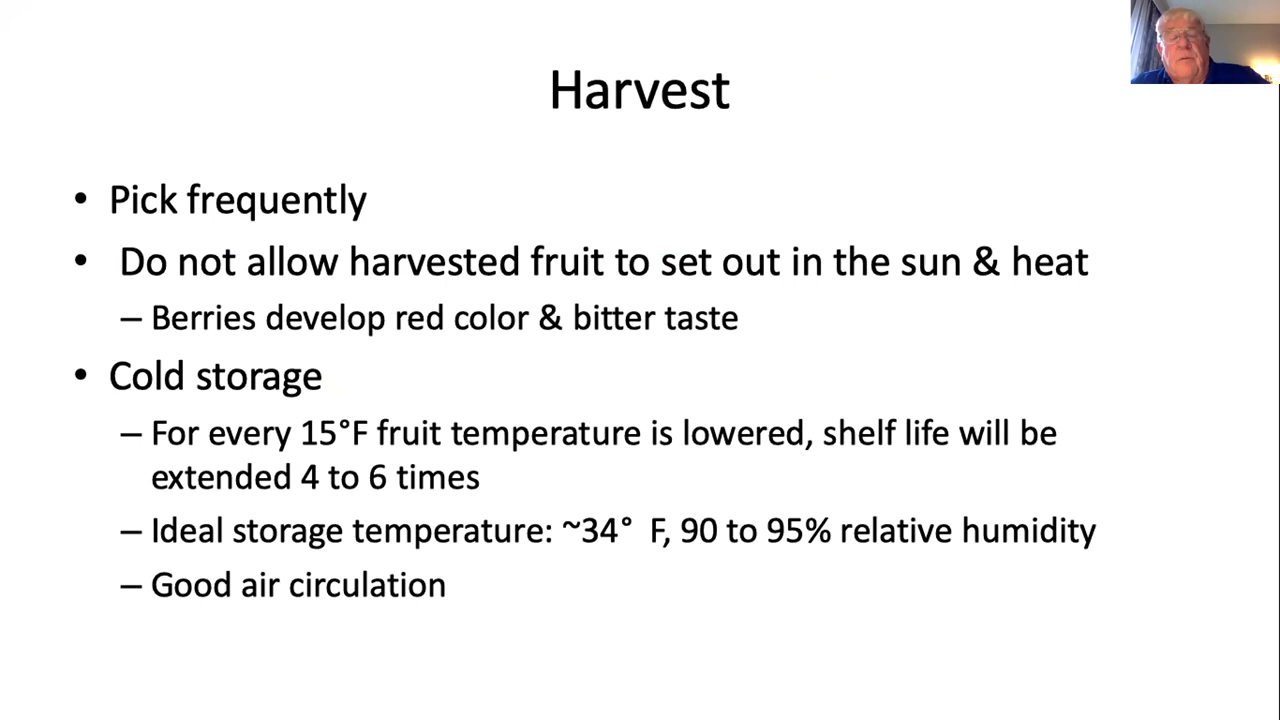 Harvest
• Pick frequently
• Do not allow harvested fruit to set out in the sun & heat
– Berries develop red color & bitter taste
• Cold storage
– For every 15°F fruit temperature is lowered, shelf life will be
extended 4 to 6 times
– Ideal storage temperature: ~34° F, 90 to 95% relative humidity
– Good air circulation